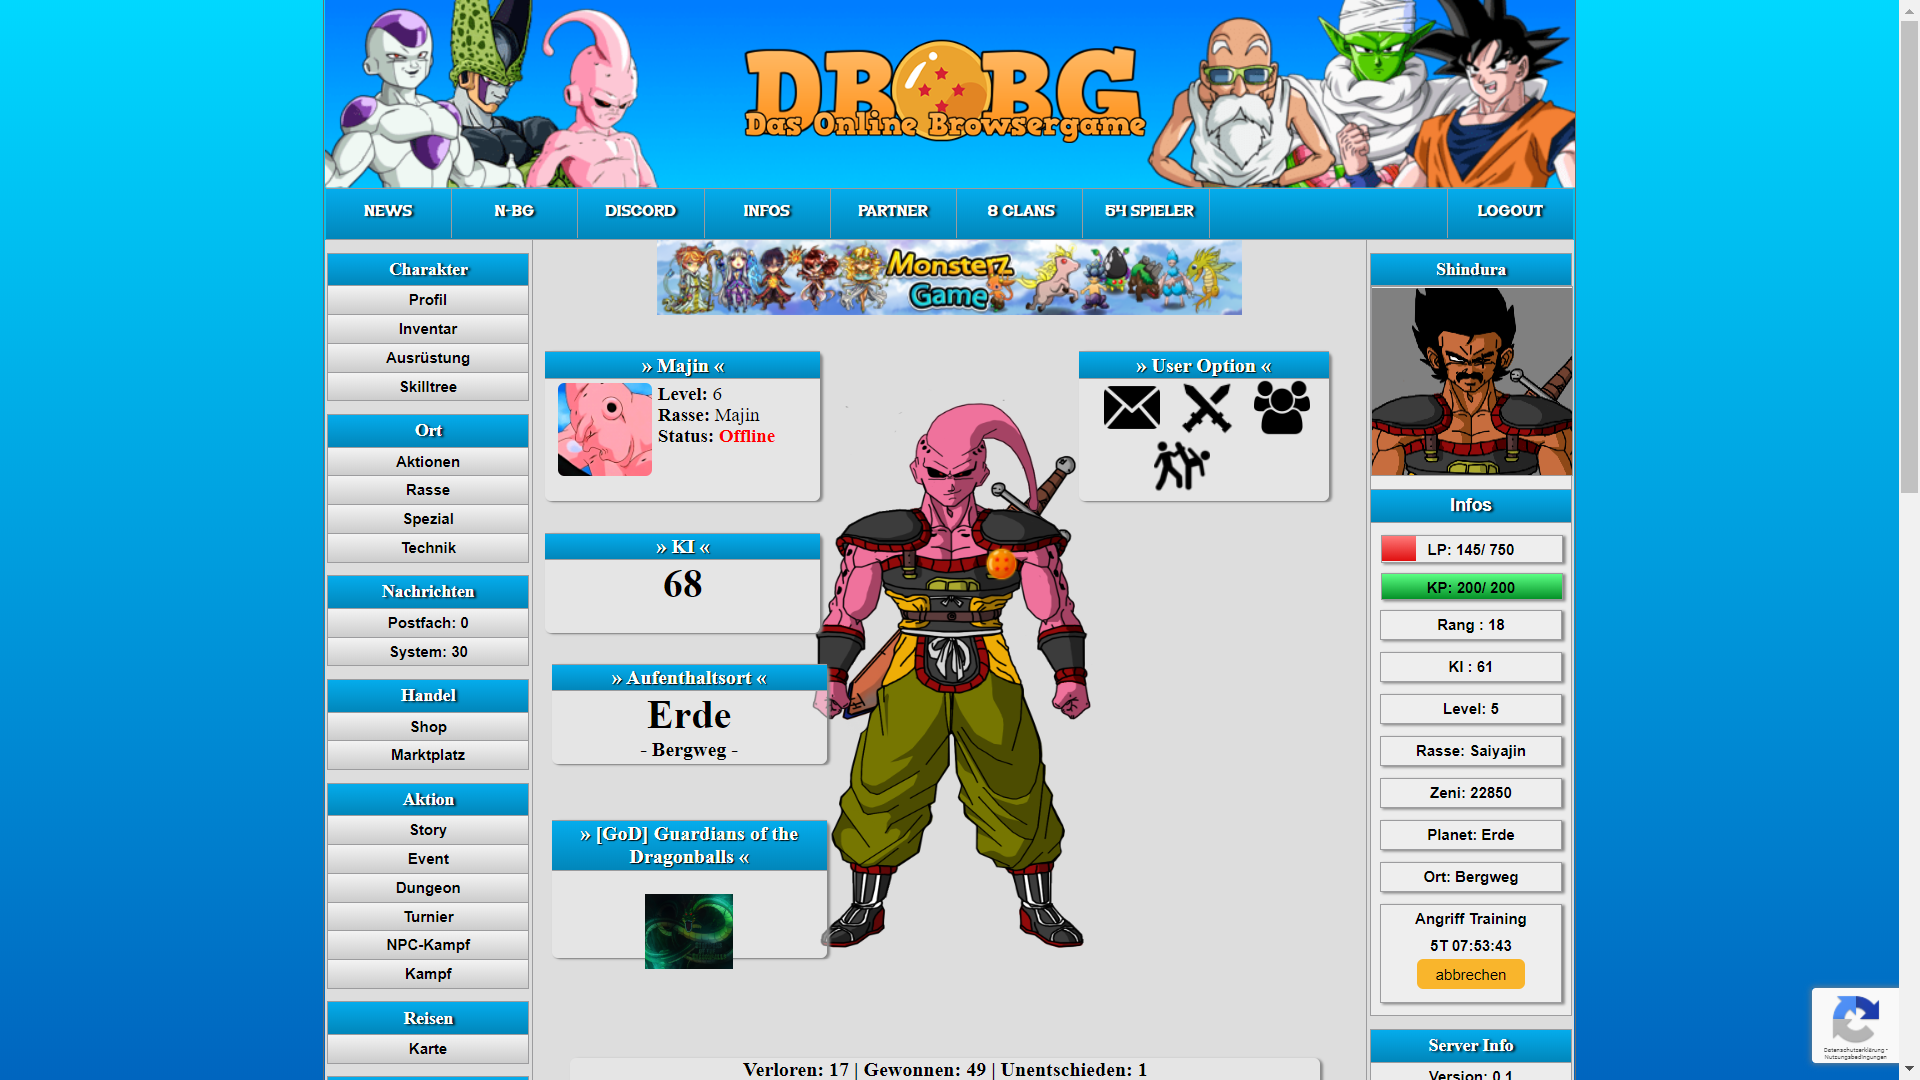 DB BG
Das Online Browsergame
NEWS
N-BG
DISCORD
INFOS
PARTNER
8 CLANS
54 SPIELER
LOGOUT
Charakter
Profil
Inventar
Ausrüstung
Skilltree
Ort
Aktionen
Rasse
Spezial
Technik
Nachrichten
Postfach: 0
System: 30
Handel
Shop
Marktplatz
Aktion
Story
Event
Dungeon
Turnier
NPC-Kampf
Kampf
Reisen
Karte
Monsterz
Game
» Majin «
Level: 6
Rasse: Majin
Status: Offline
» User Option «
» KI «
68
» Aufenthaltsort «
Erde
- Bergweg -
» [GoD] Guardians of the
Dragonballs «
Verloren: 17 | Gewonnen: 49 | Unentschieden: 1
Shindura
Infos
LP: 145/ 750
KP: 200/ 200
Rang : 18
KI : 61
Level: 5
Rasse: Saiyajin
Zeni: 22850
Planet: Erde
Ort: Bergweg
Angriff Training
5T 07:53:43
abbrechen
Server Info
Version: 0.1
Datenschutzerklärung -
Nutzungsbedingungen